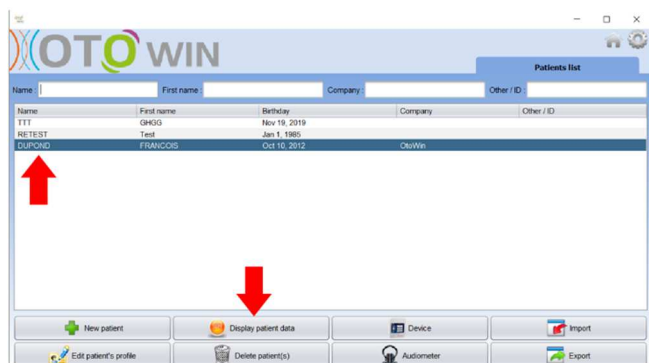 OTO WIN
Patients list
Name : First name : Company : Other / ID :
Name First name Birthday Company Other / ID
TTT GHGG Nov 19, 2019
RETEST Test Jan 1, 1985
DUPOND FRANCOIS Oct 10, 2012 OtoWin
New patient Display patient data Device Import
Edit patient's profile Delete patient(s) Audiometer Export